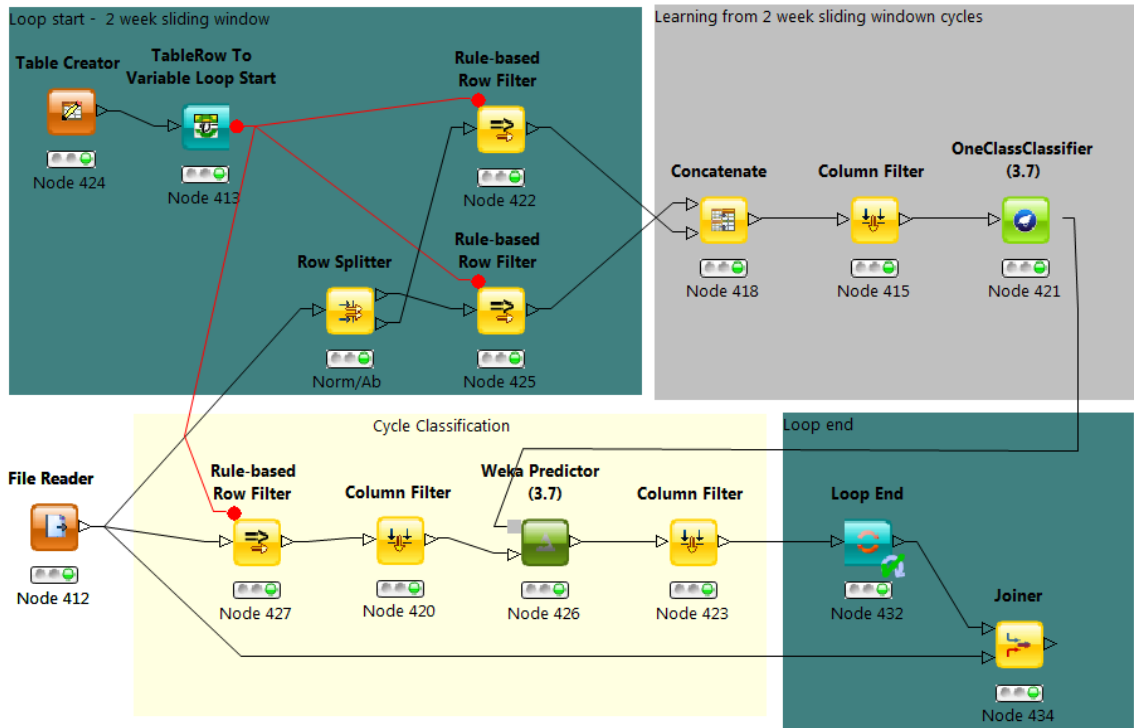 Loop start -  2 week sliding window
Learning from 2 week sliding windown cycles
Table Creator
Node 424
TableRow To
Variable Loop Start
Node 413
Rule-based
Row Filter
Node 422
Rule-based
Row Filter
Node 425
Row Splitter
Norm/Ab
Concatenate
Node 418
Column Filter
Node 415
OneClassClassifier
(3.7)
Node 421
Cycle Classification
Loop end
File Reader
Node 412
Rule-based
Row Filter
Node 427
Column Filter
Node 420
Weka Predictor
(3.7)
Node 426
Column Filter
Node 423
Loop End
Node 432
Joiner
Node 434